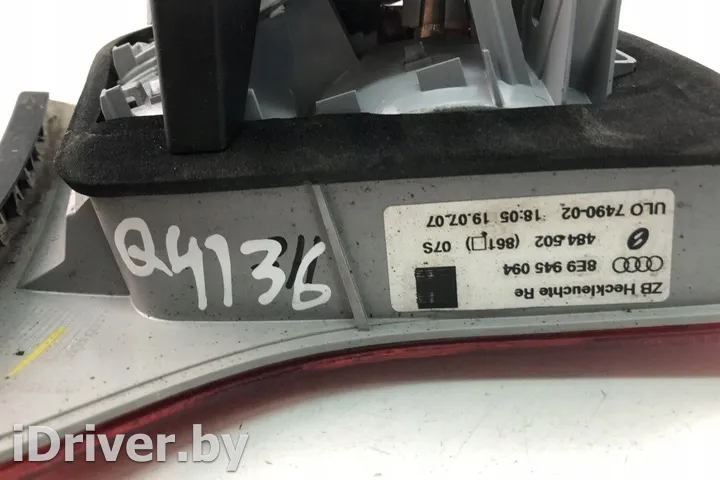 ZB Heckleuchte Re
8E9 945 094
484.502 (861) 07S
ULO 7490-02 18:05 19.07.07
Q4136
iDriver.by